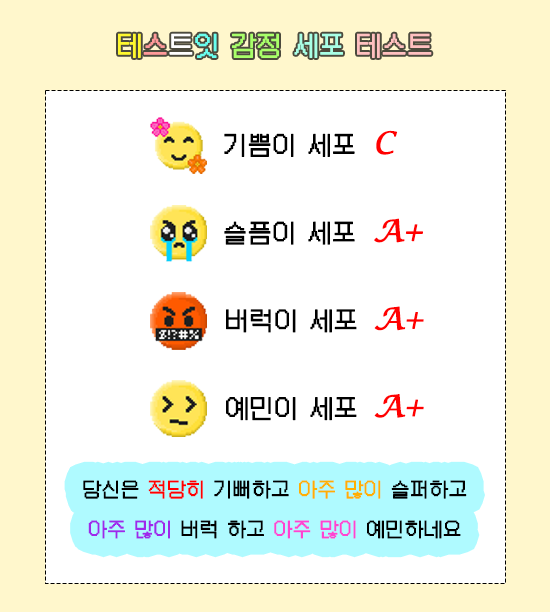 테스트잇 감정 세포 테스트
기쁨이 세포 C
슬픔이 세포 A+
버럭이 세포 A+
@!?#%
예민이 세포 A+
당신은 적당히 기뻐하고 아주 많이 슬퍼하고
아주 많이 버럭 하고 아주 많이 예민하네요